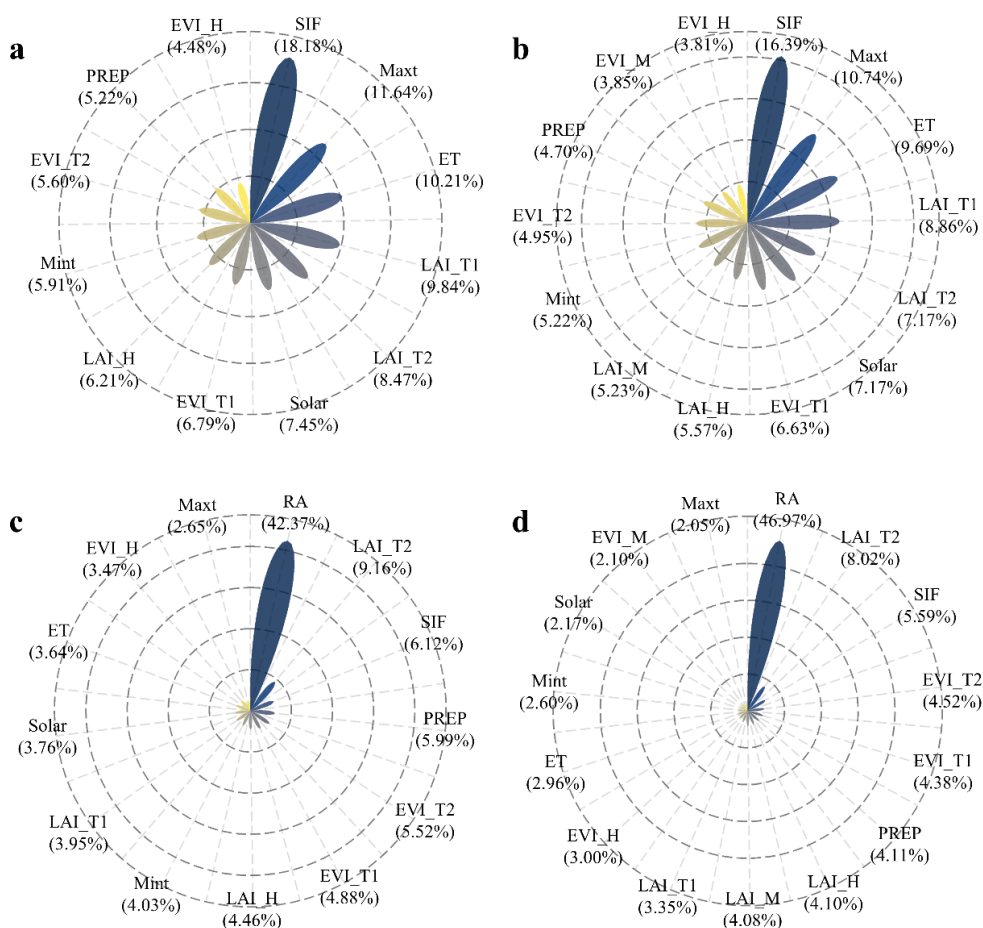 a
SIF
(18.18%)
Maxt
(11.64%)
ET
(10.21%)
LAI_T1
(9.84%)
LAI_T2
(8.47%)
Solar
(7.45%)
EVI_T1
(6.79%)
LAI_H
(6.21%)
Mint
(5.91%)
EVI_T2
(5.60%)
PREP
(5.22%)
EVI_H
(4.48%)
b
SIF
(16.39%)
Maxt
(10.74%)
ET
(9.69%)
LAI_T1
(8.86%)
LAI_T2
(7.17%)
Solar
(7.17%)
EVI_T1
(6.63%)
LAI_H
(5.57%)
LAI_M
(5.23%)
Mint
(5.22%)
EVI_T2
(4.95%)
PREP
(4.70%)
EVI_M
(3.85%)
EVI_H
(3.81%)
c
RA
(42.37%)
LAI_T2
(9.16%)
SIF
(6.12%)
PREP
(5.99%)
EVI_T2
(5.52%)
EVI_T1
(4.88%)
LAI_H
(4.46%)
Mint
(4.03%)
LAI_T1
(3.95%)
Solar
(3.76%)
ET
(3.64%)
EVI_H
(3.47%)
Maxt
(2.65%)
d
RA
(46.97%)
LAI_T2
(8.02%)
SIF
(5.59%)
EVI_T2
(4.52%)
EVI_T1
(4.38%)
PREP
(4.11%)
LAI_H
(4.10%)
LAI_M
(4.08%)
LAI_T1
(3.35%)
EVI_H
(3.00%)
ET
(2.96%)
Mint
(2.60%)
Solar
(2.17%)
EVI_M
(2.10%)
Maxt
(2.05%)